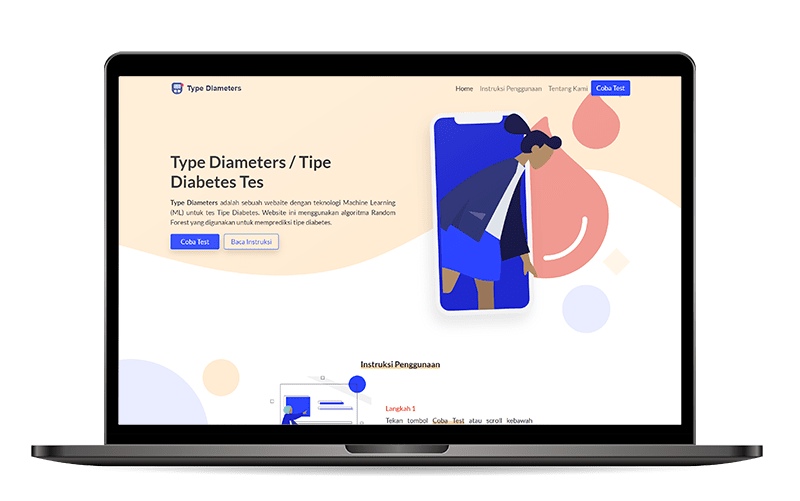 Type Diameters
Home Instruksi Penggunaan Tentang Kami Coba Test
Type Diameters / Tipe
Diabetes Tes
Type Diameters adalah sebuah website dengan teknologi Machine Learning
(ML) untuk tes Tipe Diabetes. Website ini menggunakan algoritma Random
Forest yang digunakan untuk memprediksi tipe diabetes.
Coba Test Baca Instruksi
Instruksi Penggunaan
Langkah 1
Tekan tombol Coba Test atau scroll kebawah